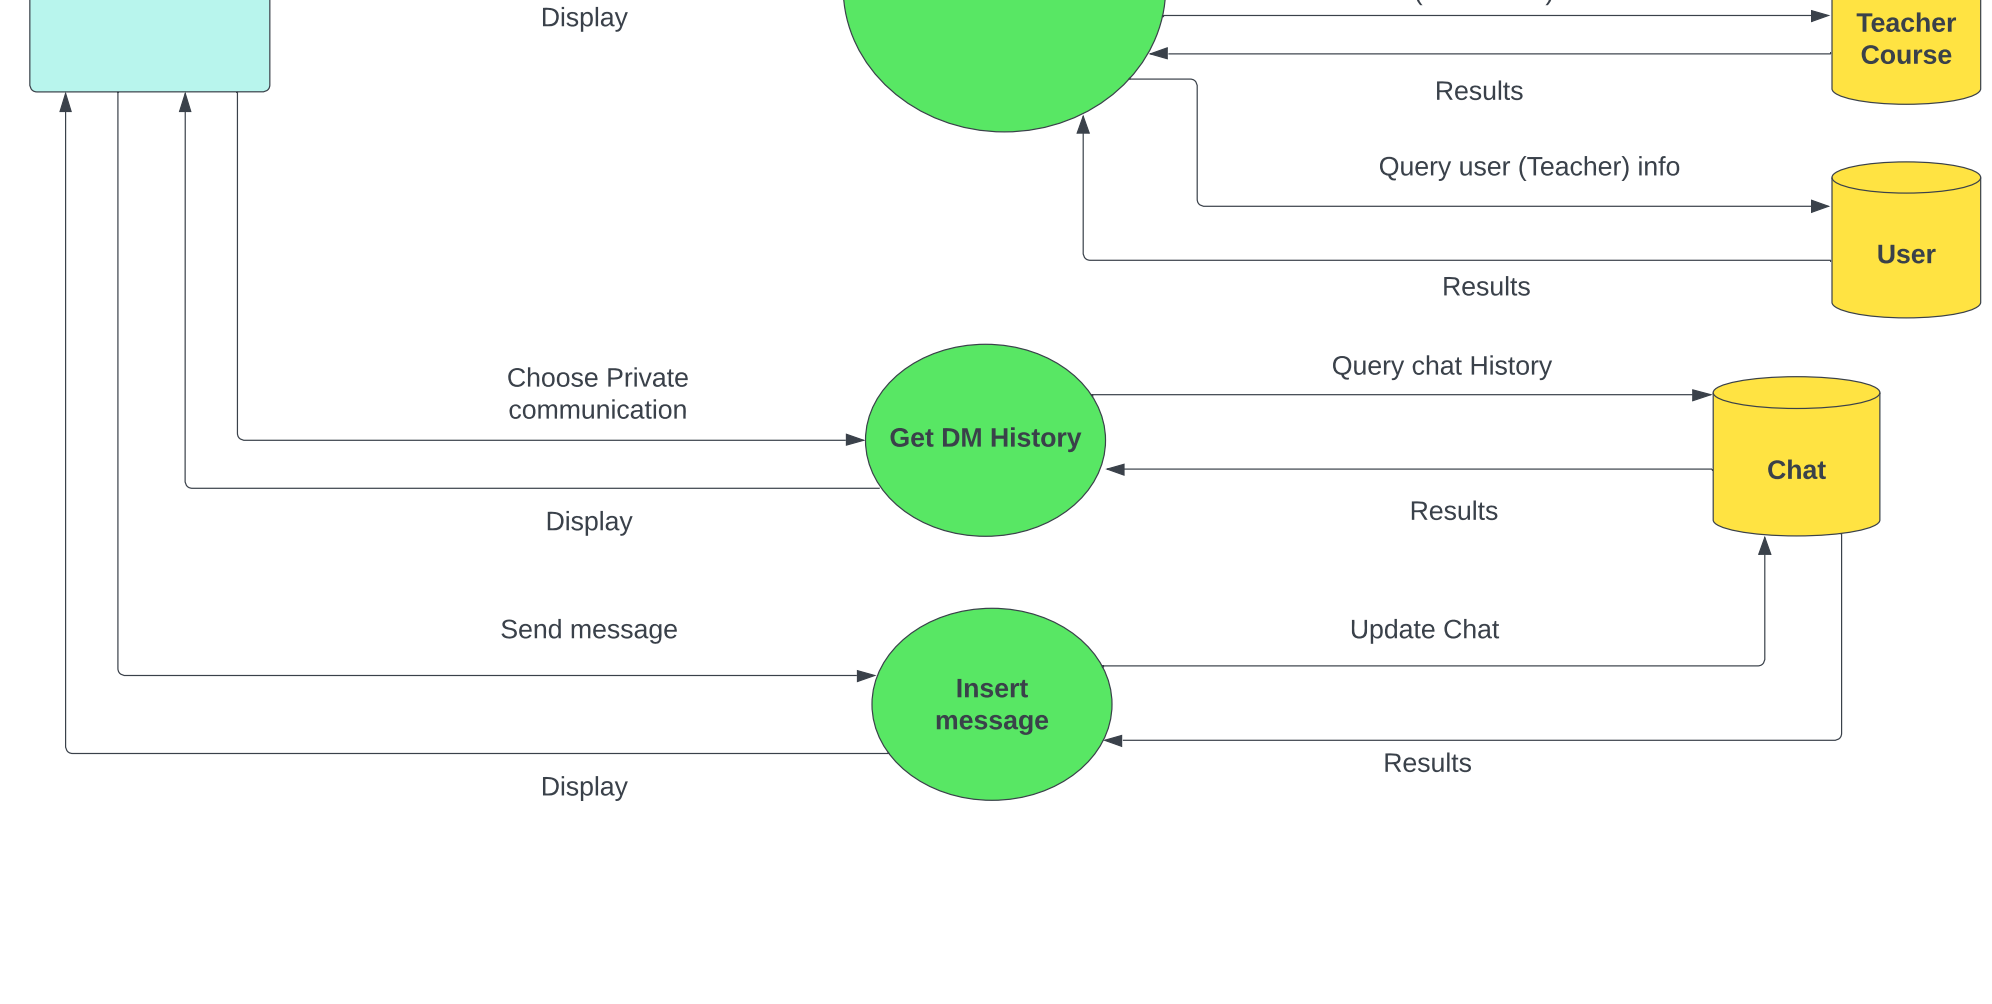 Display
Teacher
Course
Results
Query user (Teacher) info
User
Results
Choose Private
communication
Query chat History
Get DM History
Chat
Results
Display
Send message
Update Chat
Insert
message
Results
Display